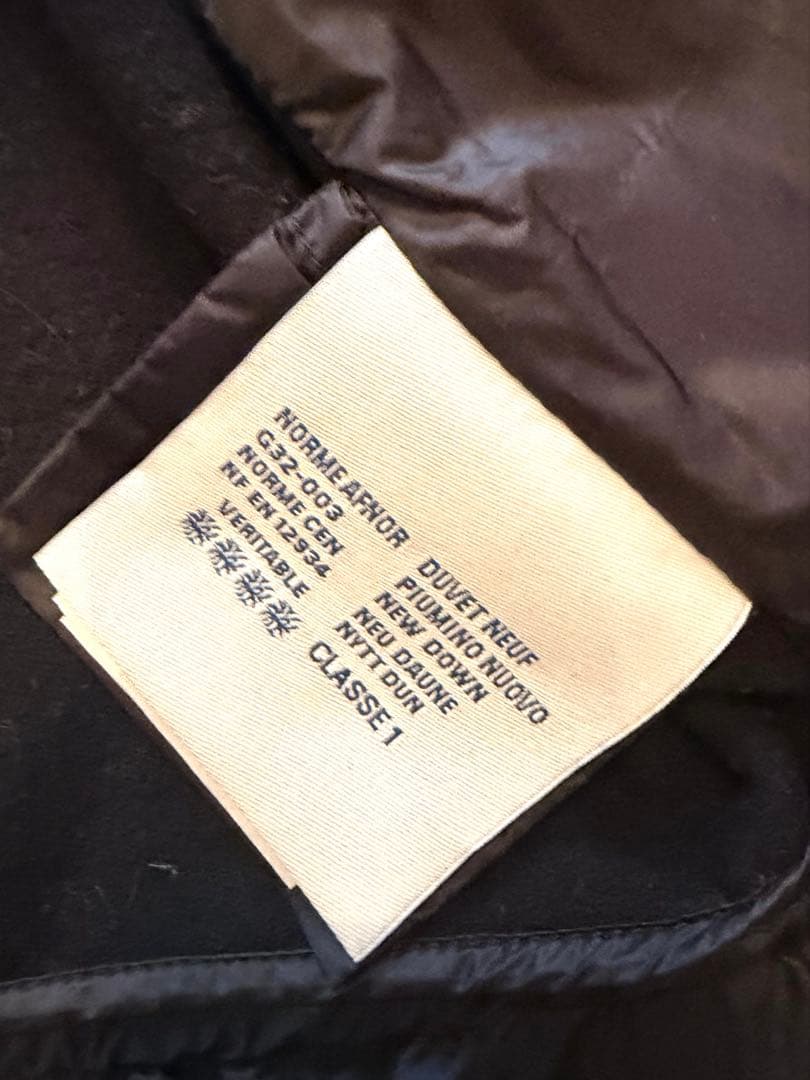 NORME AFNOR
G32-003
NORME CEN
NF EN 12934
VERITABLE
DUVET NEUF
PIUMINO NUOVO
NEW DOWN
NEU DAUNE
NYTT DUN
CLASSE 1